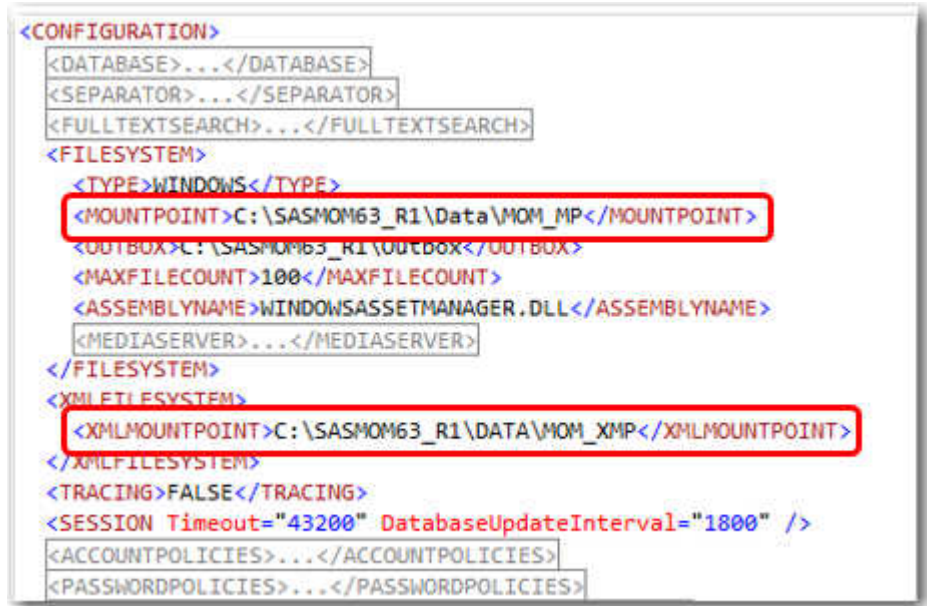 <CONFIGURATION>
<DATABASE>...</DATABASE>
<SEPARATOR>...</SEPARATOR>
<FULLTEXTSEARCH>...</FULLTEXTSEARCH>
<FILESYSTEM>
<TYPE>WINDOWS</TYPE>
<MOUNTPOINT>C:\SASMOM63_R1\Data\MOM_MP</MOUNTPOINT>
<OUTBOX>C:\SASMOM63_R1\Outbox</OUTBOX>
<MAXFILECOUNT>100</MAXFILECOUNT>
<ASSEMBLYNAME>WINDOWSASSETMANAGER.DLL</ASSEMBLYNAME>
<MEDIASERVER>...</MEDIASERVER>
</FILESYSTEM>
<XMLFILESYSTEM>
<XMLMOUNTPOINT>C:\SASMOM63_R1\DATA\MOM_XMP</XMLMOUNTPOINT>
</XMLFILESYSTEM>
<TRACING>FALSE</TRACING>
<SESSION Timeout="43200" DatabaseUpdateInterval="1800" />
<ACCOUNTPOLICIES>...</ACCOUNTPOLICIES>
<PASSWORDPOLICIES>...</PASSWORDPOLICIES>